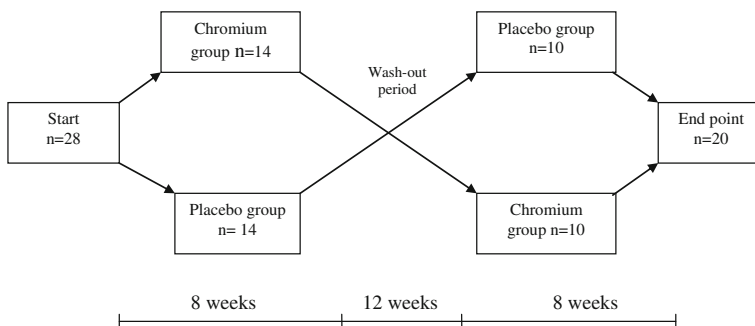 Chromium
group n=14
Placebo group
n=10
Wash-out
period
Start
n=28
End point
n=20
Placebo group
n= 14
Chromium
group n=10
8 weeks
12 weeks
8 weeks